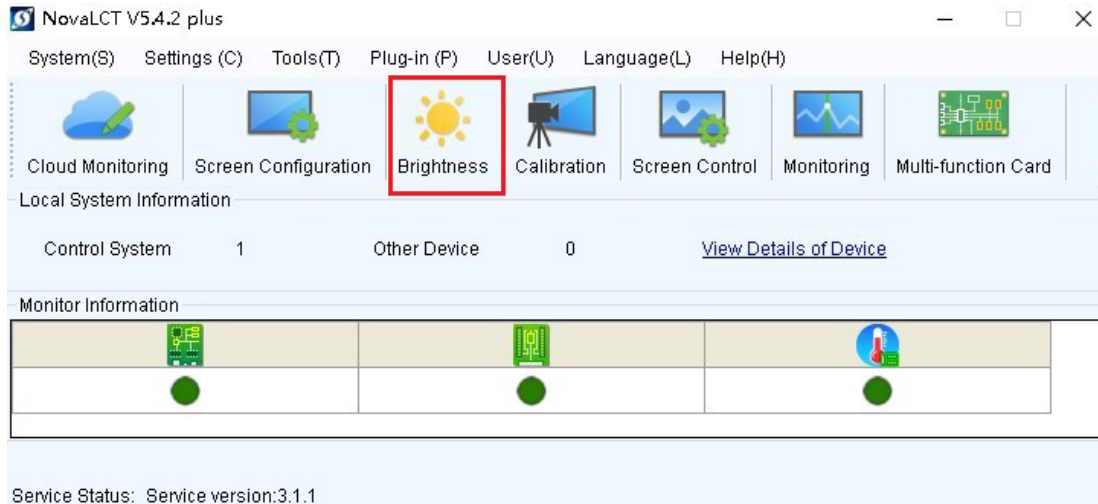 NovaLCT V5.4.2 plus
System(S) Settings (C) Tools(T) Plug-in (P) User(U) Language(L) Help(H)
Cloud Monitoring Screen Configuration Brightness Calibration Screen Control Monitoring Multi-function Card
Local System Information
Control System 1 Other Device 0 View Details of Device
Monitor Information
Service Status: Service version:3.1.1